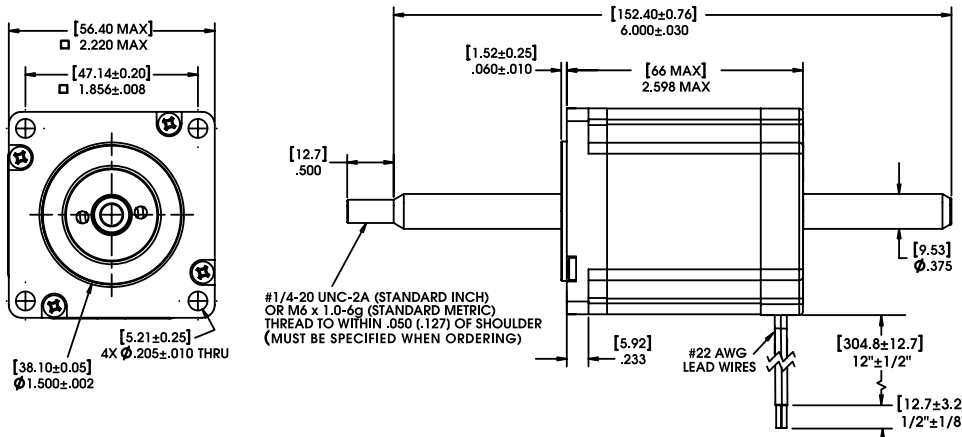 [56.40 MAX]
□ 2.220 MAX
[47.14±0.20]
□ 1.856±.008
[152.40±0.76]
6.000±.030
[1.52±0.25]
.060±.010
[66 MAX]
2.598 MAX
[12.7]
.500
[9.53]
Ø.375
#1/4-20 UNC-2A (STANDARD INCH)
OR M6 x 1.0-6g (STANDARD METRIC)
THREAD TO WITHIN .050 (.127) OF SHOULDER
(MUST BE SPECIFIED WHEN ORDERING)
[5.21±0.25]
4X Ø.205±.010 THRU
[38.10±0.05]
Ø1.500±.002
[5.92]
.233
#22 AWG
LEAD WIRES
[304.8±12.7]
12"±1/2"
[12.7±3.2
1/2"±1/8